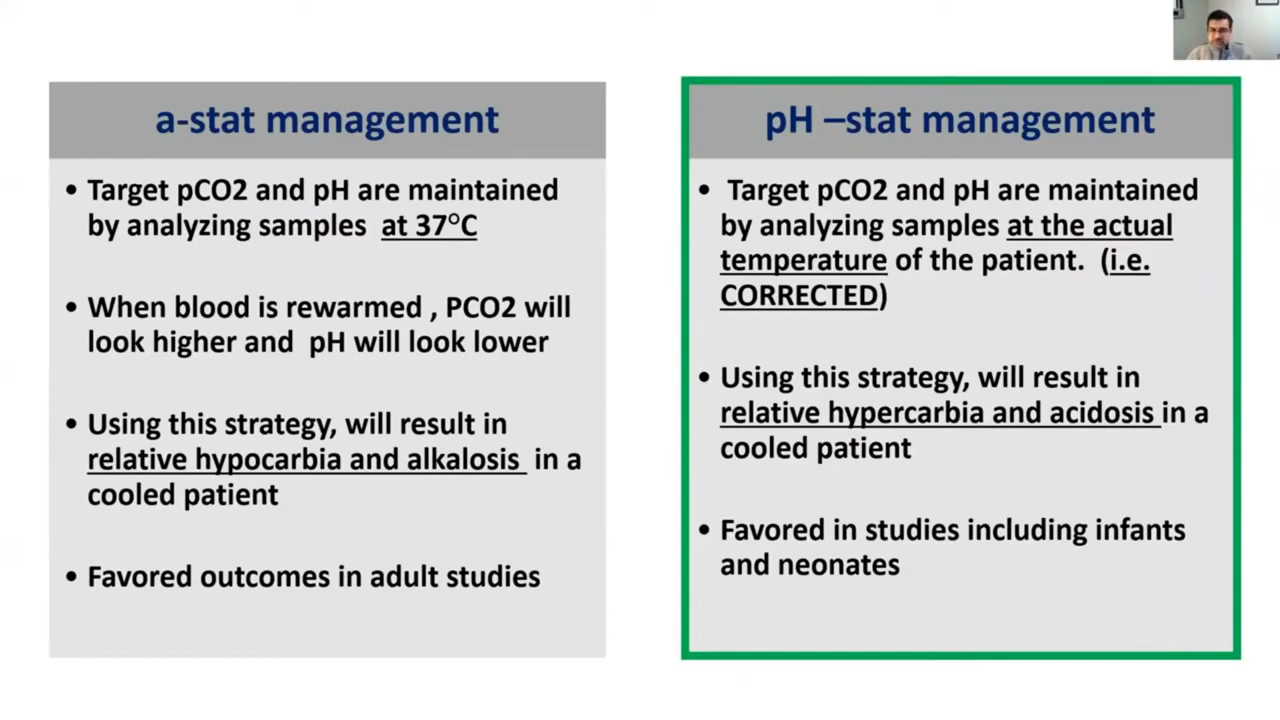 a-stat management
• Target pCO2 and pH are maintained
by analyzing samples at 37°C
• When blood is rewarmed , PCO2 will
look higher and pH will look lower
• Using this strategy, will result in
relative hypocarbia and alkalosis in a
cooled patient
• Favored outcomes in adult studies
pH –stat management
• Target pCO2 and pH are maintained
by analyzing samples at the actual
temperature of the patient. (i.e.
CORRECTED)
• Using this strategy, will result in
relative hypercarbia and acidosis in a
cooled patient
• Favored in studies including infants
and neonates